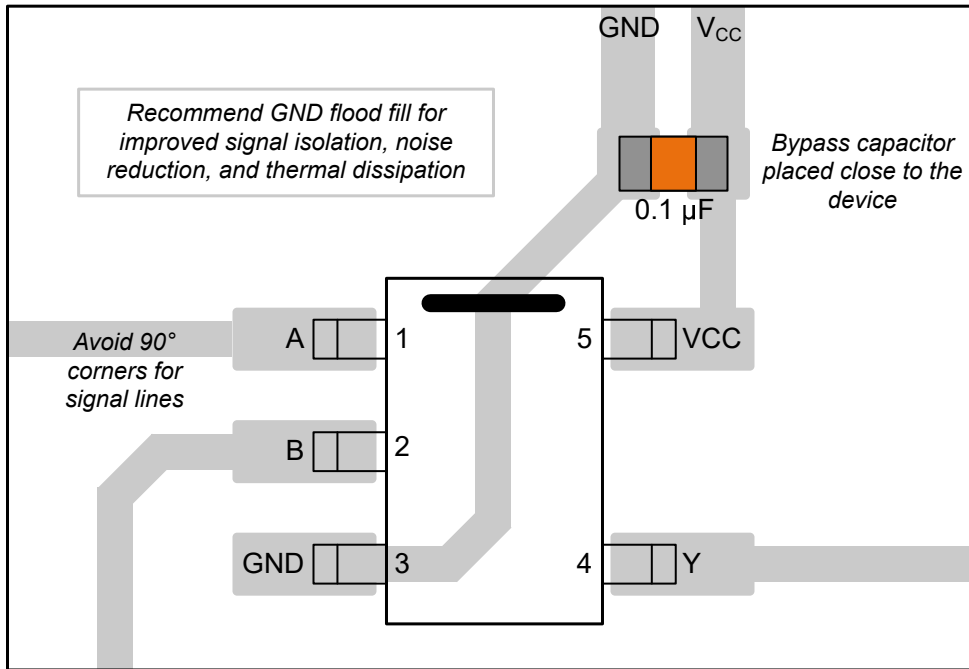 GND
V_CC
Recommend GND flood fill for
improved signal isolation, noise
reduction, and thermal dissipation
Bypass capacitor
placed close to the
device
0.1 µF
Avoid 90°
corners for
signal lines
A
1
5
VCC
B
2
GND
3
4
Y